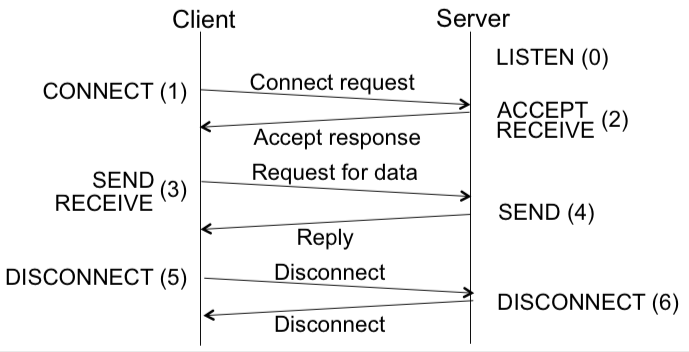 Client
Server
LISTEN (0)
CONNECT (1)
Connect request
ACCEPT
RECEIVE (2)
Accept response
Request for data
SEND
RECEIVE (3)
SEND (4)
Reply
DISCONNECT (5)
Disconnect
DISCONNECT (6)
Disconnect